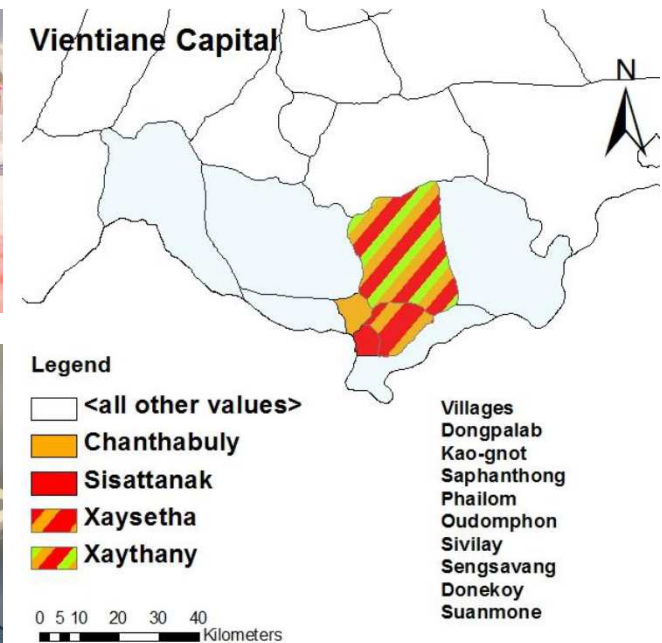 Vientiane Capital
N
Legend
<all other values>
Chanthabuly
Sisattanak
Xaysetha
Xaythany
0 5 10 20 30 40
Kilometers
Villages
Dongpalab
Kao-gnot
Saphanthong
Phailom
Oudomphon
Sivilay
Sengsavang
Donekoy
Suanmone